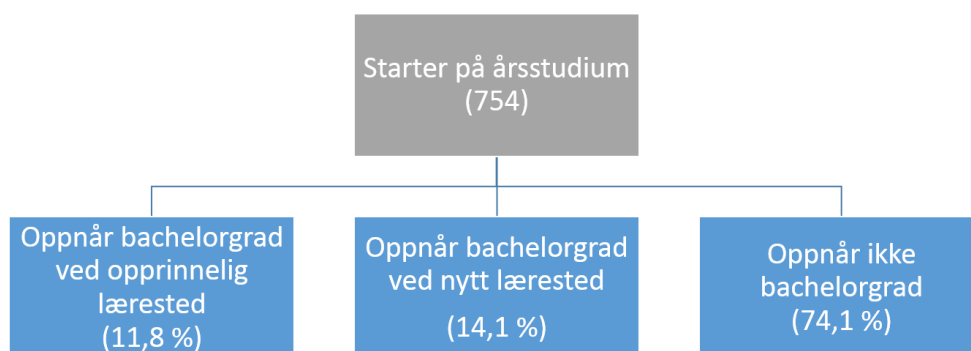 Starter på årsstudium
(754)
Oppnår bachelorgrad
ved opprinnelig
lærested
(11,8 %)
Oppnår bachelorgrad
ved nytt lærested
(14,1 %)
Oppnår ikke
bachelorgrad
(74,1 %)